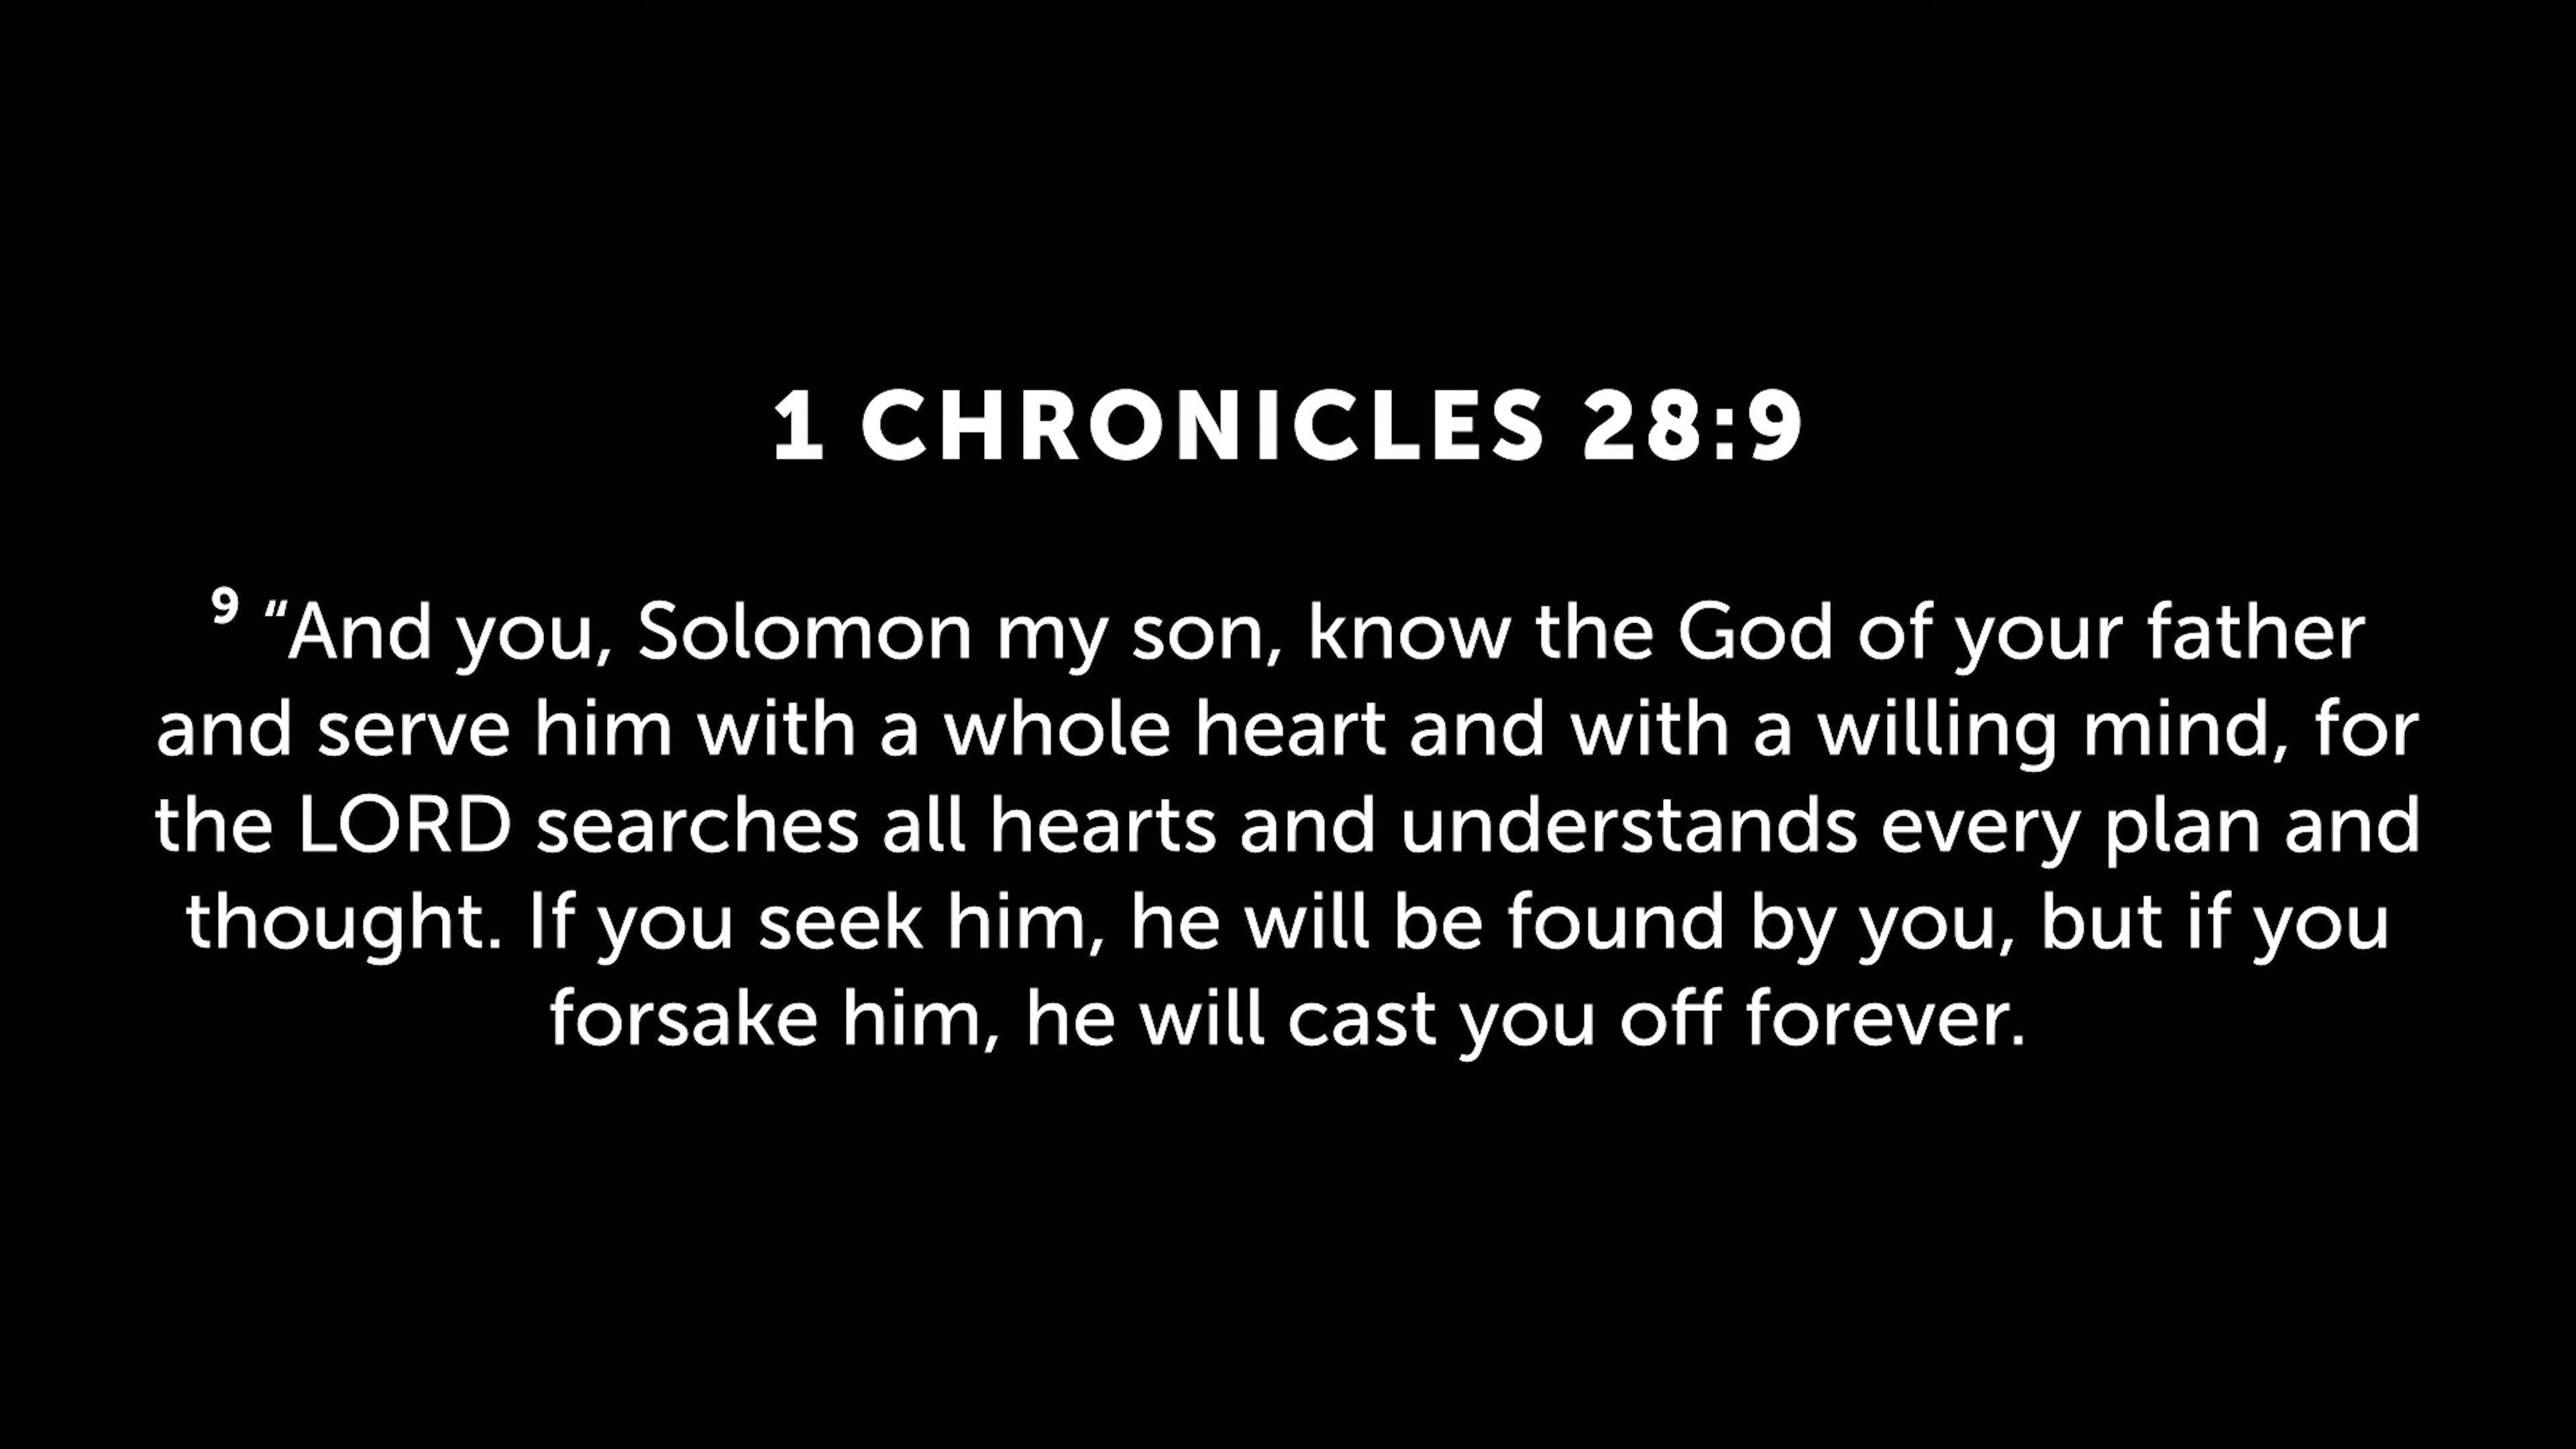 1 CHRONICLES 28:9
9 “And you, Solomon my son, know the God of your father
and serve him with a whole heart and with a willing mind, for
the LORD searches all hearts and understands every plan and
thought. If you seek him, he will be found by you, but if you
forsake him, he will cast you off forever.